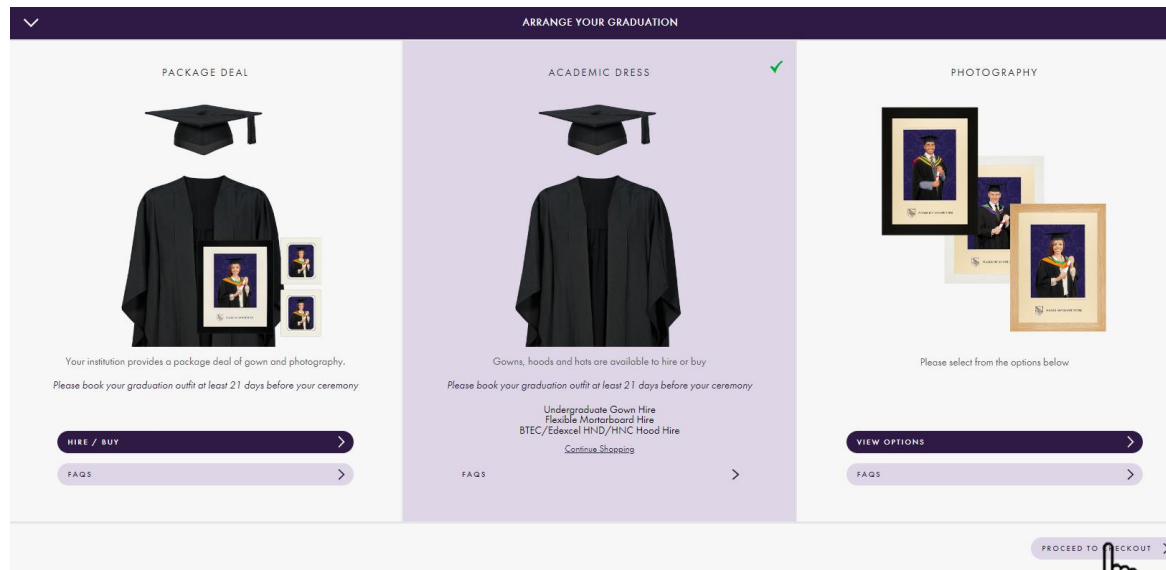 ARRANGE YOUR GRADUATION
PACKAGE DEAL
Your institution provides a package deal of gown and photography.
Please book your graduation outfit at least 21 days before your ceremony
HIRE / BUY
FAQS
ACADEMIC DRESS
Gowns, hoods and hats are available to hire or buy
Please book your graduation outfit at least 21 days before your ceremony
Undergraduate Gown Hire
Flexible Mortarboard Hire
BTEC/Edexcel HND/HNC Hood Hire
Continue Shopping
FAQS
PHOTOGRAPHY
Please select from the options below
VIEW OPTIONS
FAQS
PROCEED TO CHECKOUT